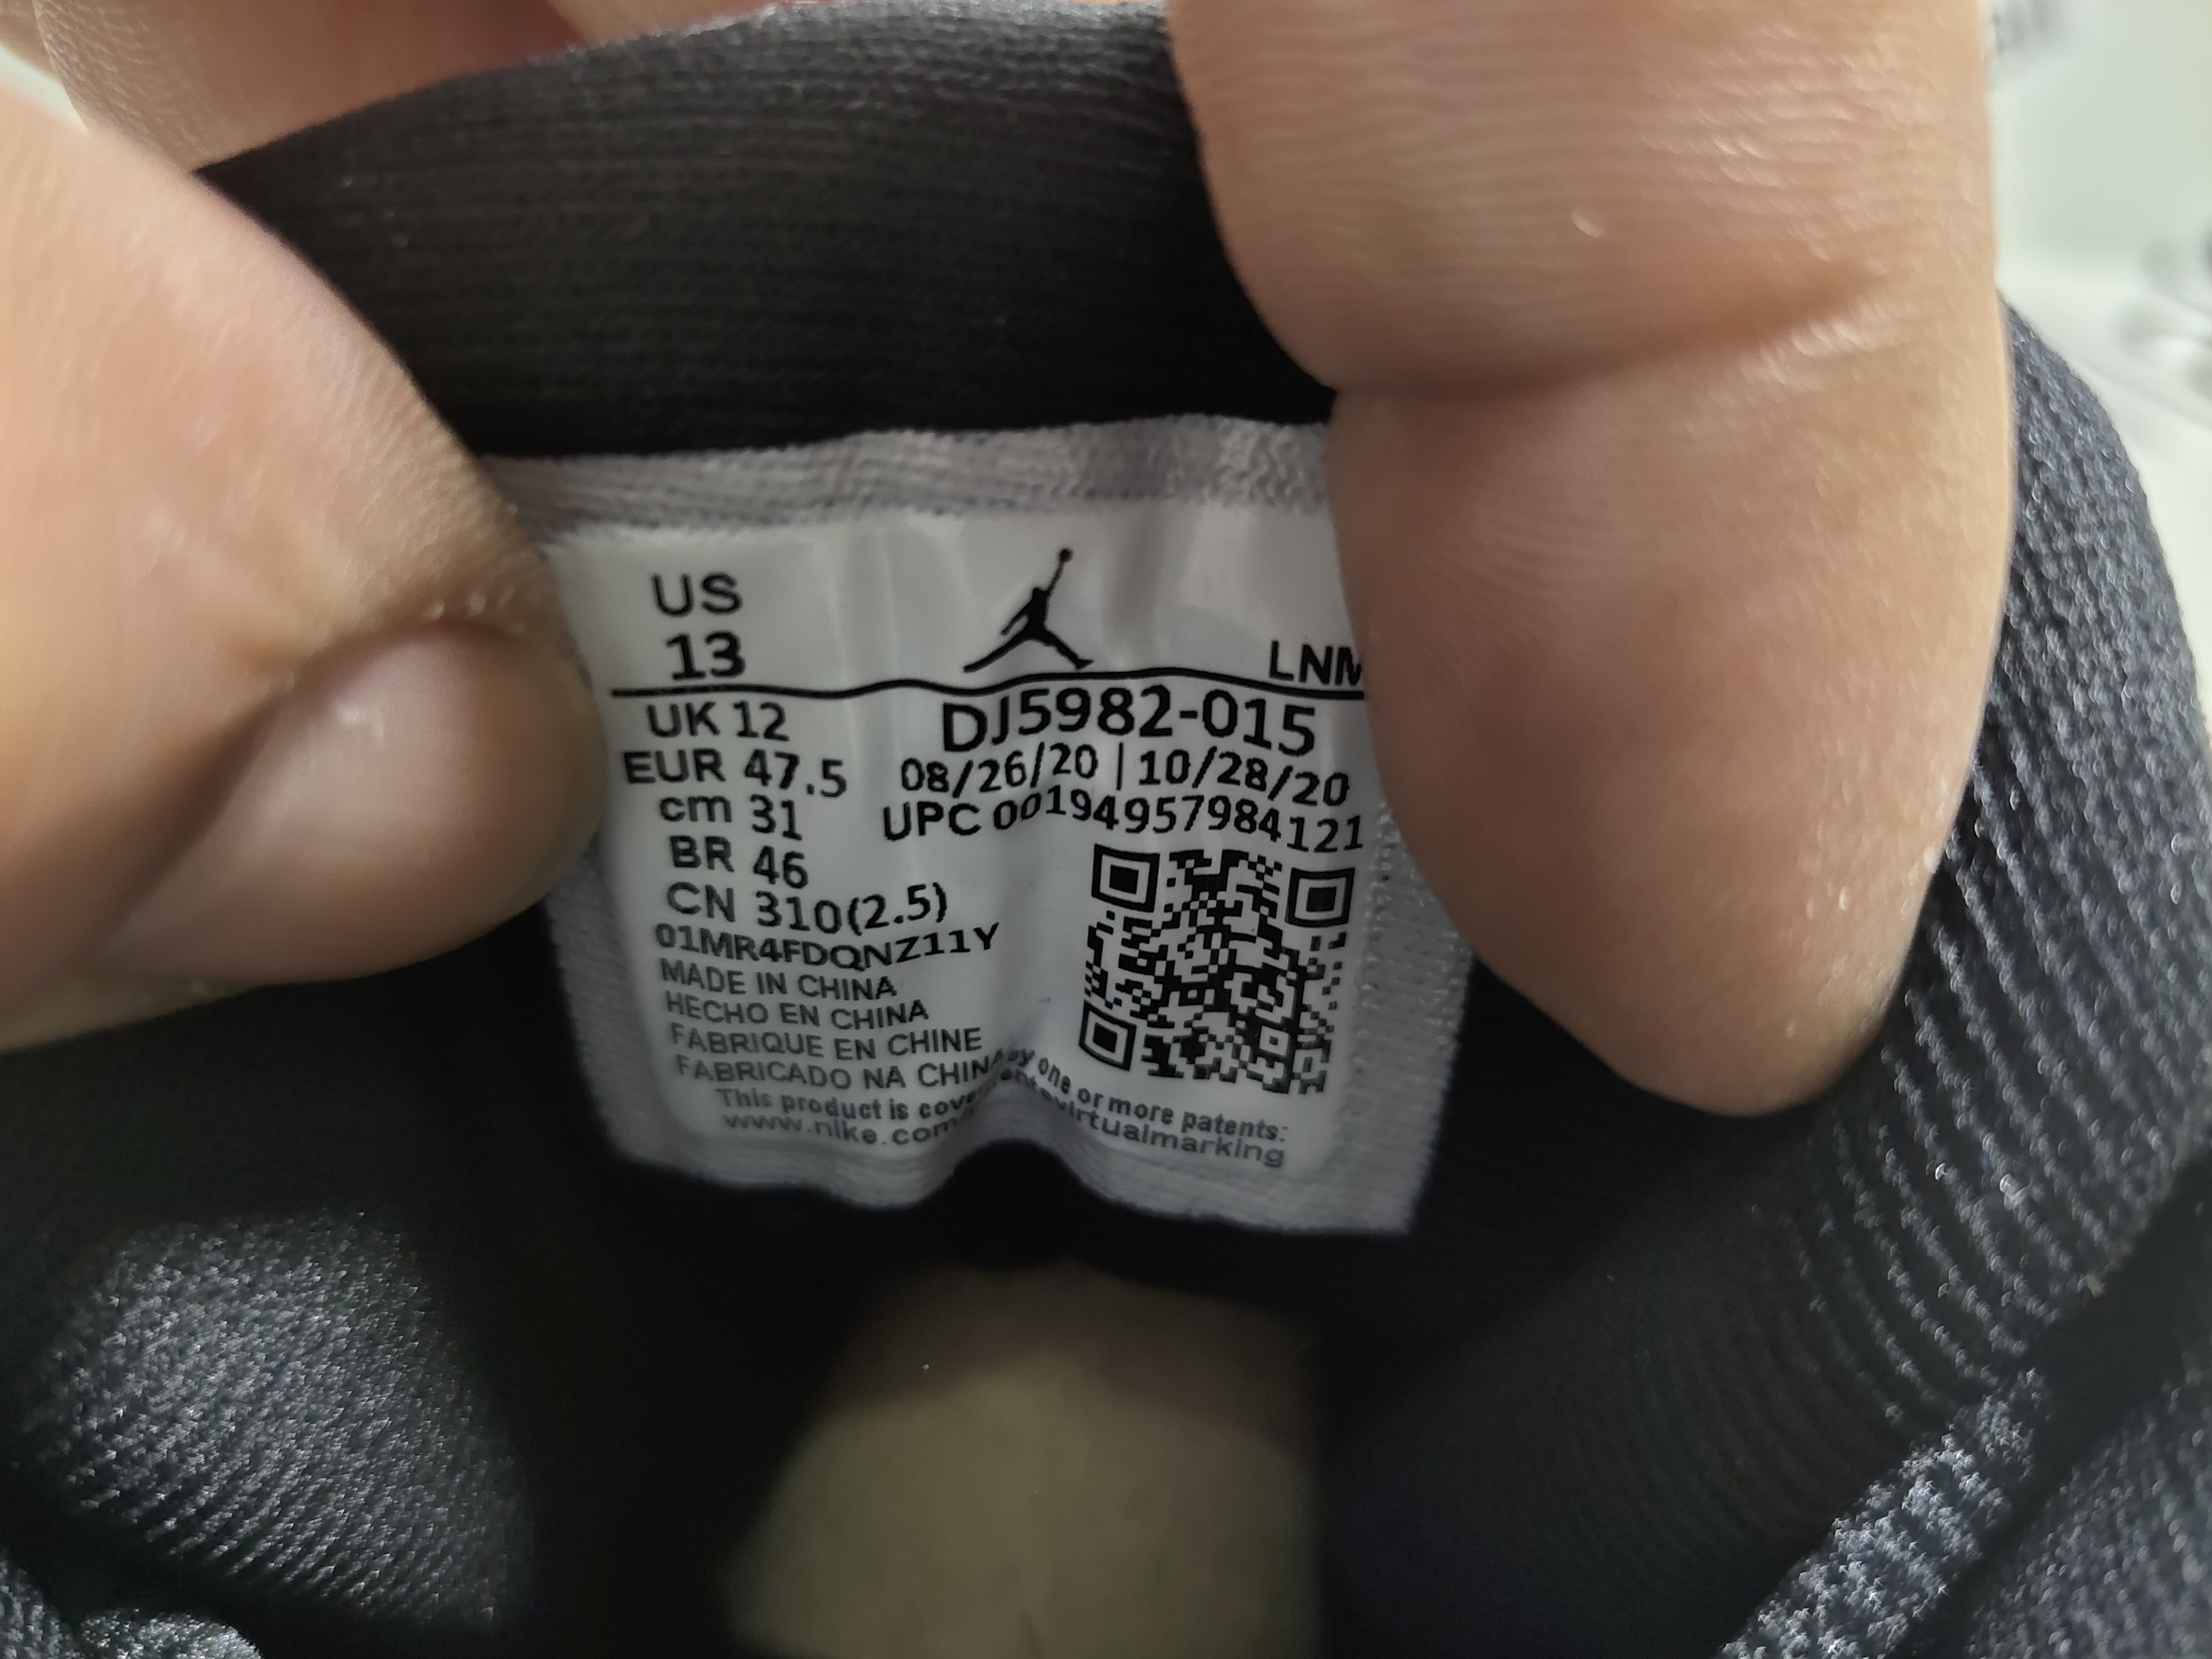 US
13
LNM
UK 12
EUR 47.5
cm 31
BR 46
CN 310(2.5)
DJ5982-015
08/26/20 | 10/28/20
UPC 00194957984121
01MR4FDQNZ11Y
MADE IN CHINA
HECHO EN CHINA
FABRIQUE EN CHINE
FABRICADO NA CHINA
This product is by one or more patents:
www.nike.com